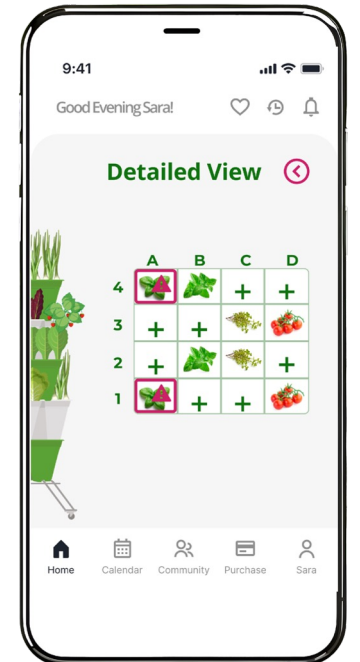 9:41
Good Evening Sara!
Detailed View
A B C D
4
3
2
1
Home Calendar Community Purchase Sara